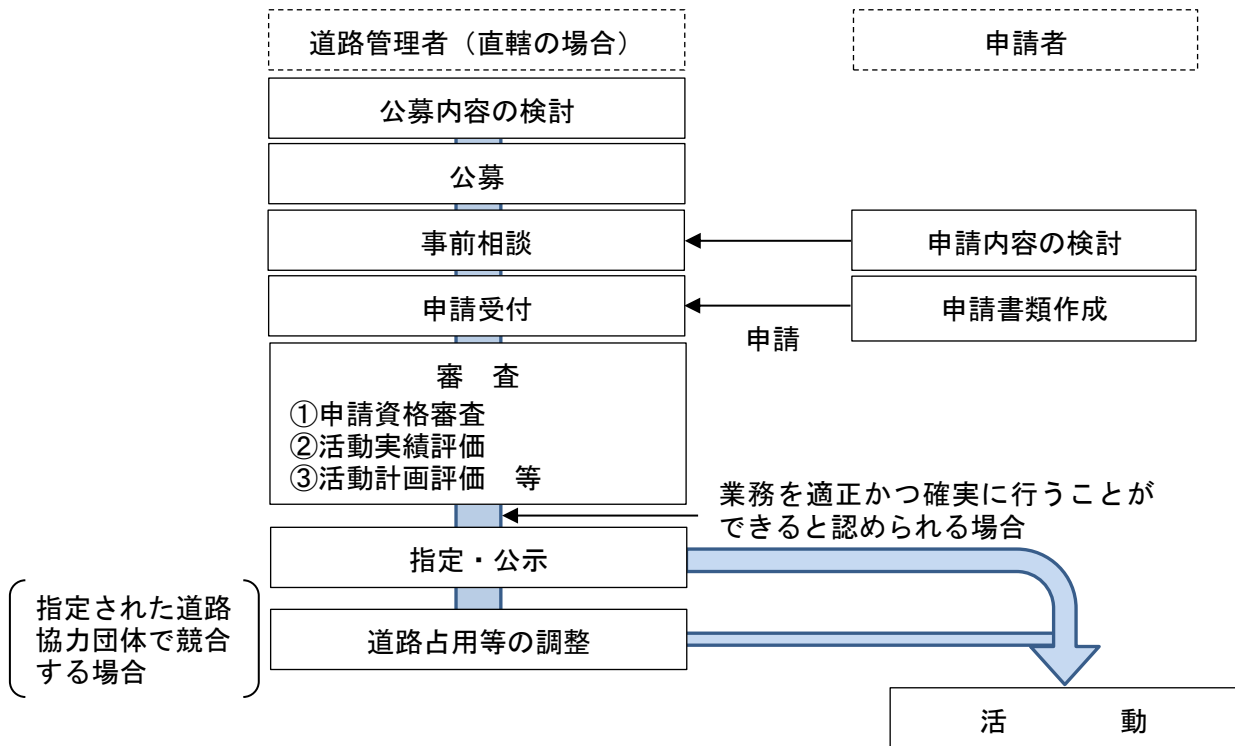 道路管理者（直轄の場合）
申請者
公募内容の検討
公募
事前相談
申請内容の検討
申請受付
申請書類作成
申請
審　査
①申請資格審査
②活動実績評価
③活動計画評価　等
業務を適正かつ確実に行うことが
できると認められる場合
指定・公示
指定された道路
協力団体で競合
する場合
道路占用等の調整
活　　動